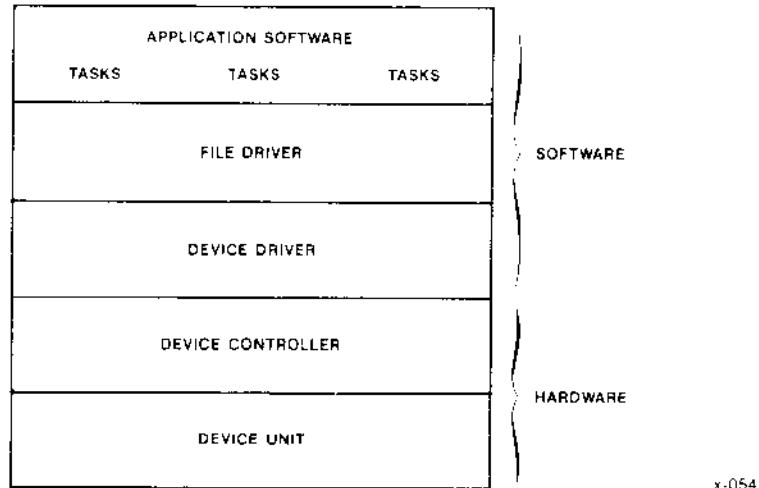 APPLICATION SOFTWARE
TASKS TASKS TASKS
FILE DRIVER
SOFTWARE
DEVICE DRIVER
DEVICE CONTROLLER
HARDWARE
DEVICE UNIT
x-054